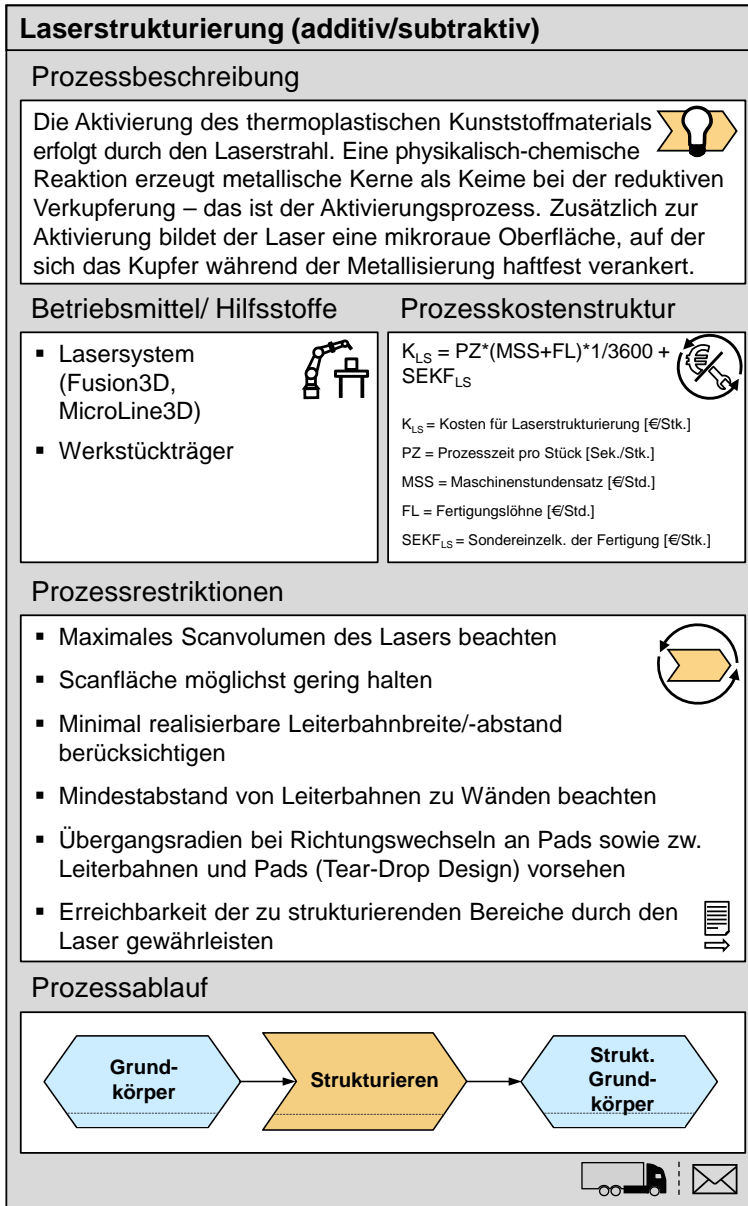 Laserstrukturierung (additiv/subtraktiv)
Prozessbeschreibung
Die Aktivierung des thermoplastischen Kunststoffmaterials
erfolgt durch den Laserstrahl. Eine physikalisch-chemische
Reaktion erzeugt metallische Kerne als Keime bei der reduktiven
Verkupferung – das ist der Aktivierungsprozess. Zusätzlich zur
Aktivierung bildet der Laser eine mikroraue Oberfläche, auf der
sich das Kupfer während der Metallisierung haftfest verankert.
Betriebsmittel/ Hilfsstoffe
▪ Lasersystem
(Fusion3D,
MicroLine3D)
▪ Werkstückträger
Prozesskostenstruktur
K_LS = PZ*(MSS+FL)*1/3600 +
SEKF_LS
€
K_LS = Kosten für Laserstrukturierung [€/Stk.]
PZ = Prozesszeit pro Stück [Sek./Stk.]
MSS = Maschinenstundensatz [€/Std.]
FL = Fertigungslöhne [€/Std.]
SEKF_LS = Sondereinzelk. der Fertigung [€/Stk.]
Prozessrestriktionen
▪ Maximales Scanvolumen des Lasers beachten
▪ Scanfläche möglichst gering halten
▪ Minimal realisierbare Leiterbahnbreite/-abstand
berücksichtigen
▪ Mindestabstand von Leiterbahnen zu Wänden beachten
▪ Übergangsradien bei Richtungswechseln an Pads sowie zw.
Leiterbahnen und Pads (Tear-Drop Design) vorsehen
▪ Erreichbarkeit der zu strukturierenden Bereiche durch den
Laser gewährleisten
Prozessablauf
Grund-
körper
Strukturieren
Strukt.
Grund-
körper